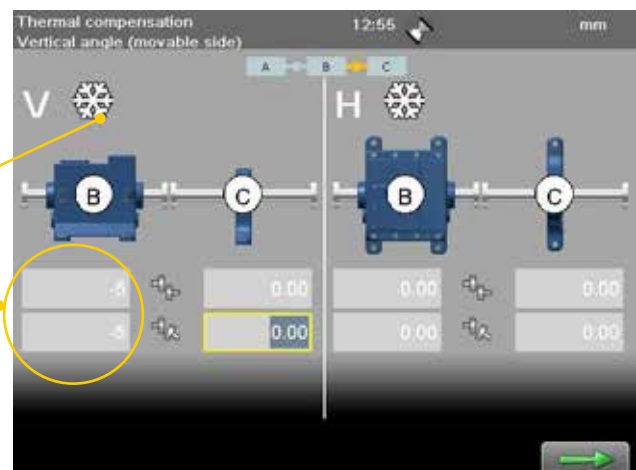 Thermal compensation 12:55 mm
Vertical angle (movable side)
A B C
V H
B C B C
-5 0.00 0.00 0.00
-5 0.00 0.00 0.00